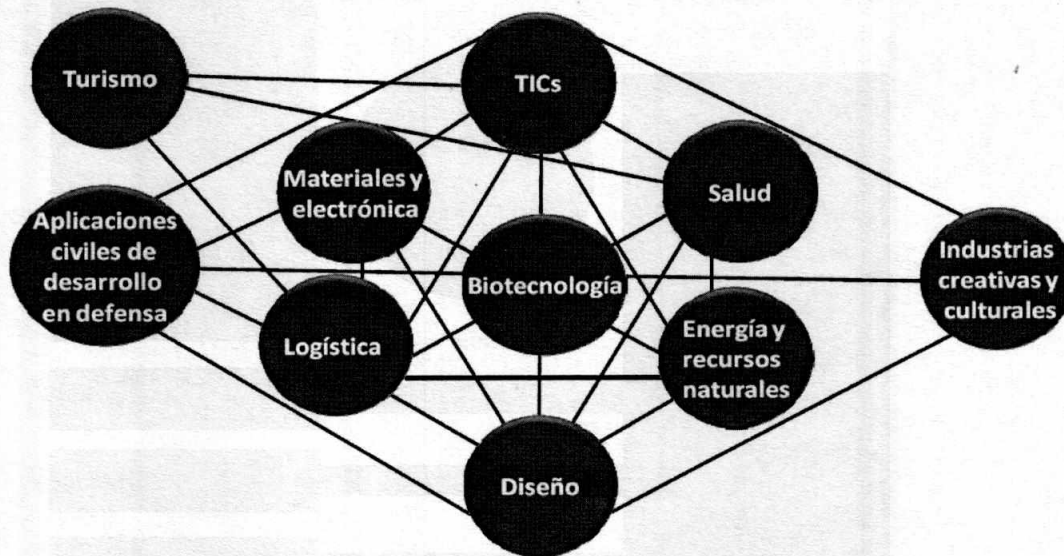 Turismo
TICs
Materiales y
electrónica
Salud
Aplicaciones
civiles de
desarrollo
en defensa
Biotecnología
Industrias
creativas y
culturales
Logística
Energía y
recursos
naturales
Diseño